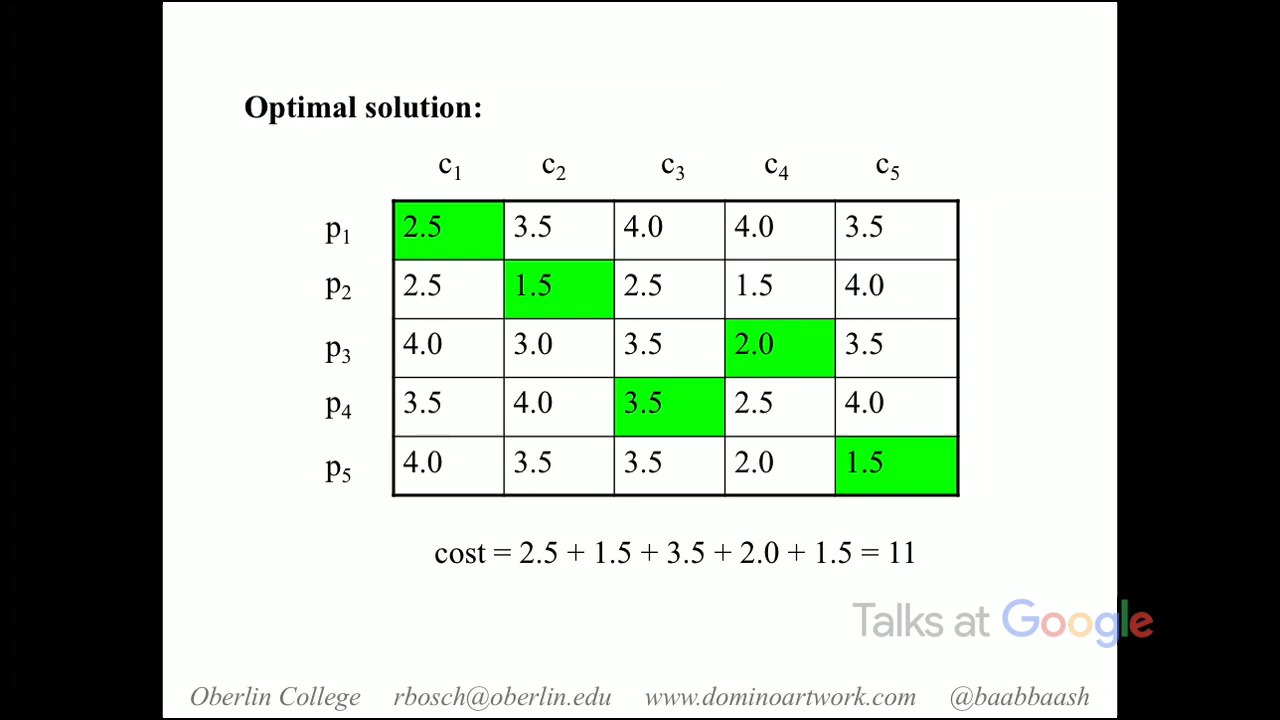 Optimal solution:
c1 c2 c3 c4 c5
p1 2.5 3.5 4.0 4.0 3.5
p2 2.5 1.5 2.5 1.5 4.0
p3 4.0 3.0 3.5 2.0 3.5
p4 3.5 4.0 3.5 2.5 4.0
p5 4.0 3.5 3.5 2.0 1.5
cost = 2.5 + 1.5 + 3.5 + 2.0 + 1.5 = 11
Talks at Google
Oberlin College rbosch@oberlin.edu www.dominoartwork.com @baabbaash